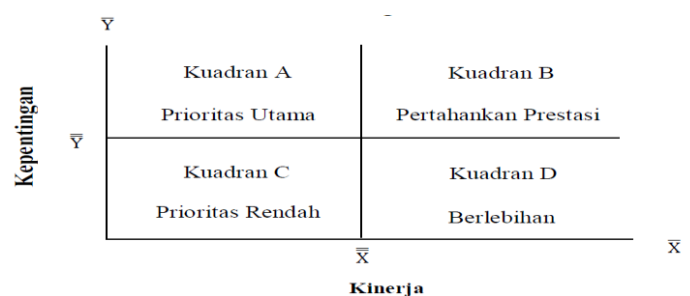 Y̅
Kuadran A
Kuadran B
Prioritas Utama
Pertahankan Prestasi
Kepentingan
Y̿
Kuadran C
Kuadran D
Prioritas Rendah
Berlebihan
X̿
X̅
Kinerja